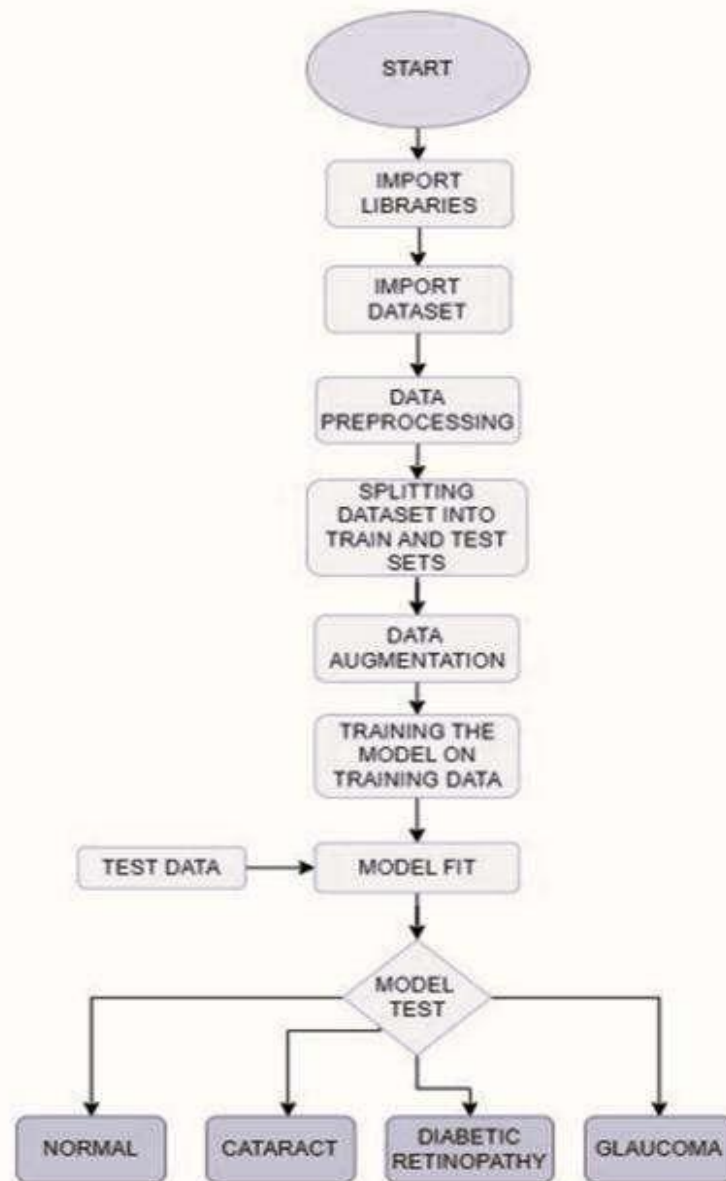 START
IMPORT
LIBRARIES
IMPORT
DATASET
DATA
PREPROCESSING
SPLITTING
DATASET INTO
TRAIN AND TEST
SETS
DATA
AUGMENTATION
TRAINING THE
MODEL ON
TRAINING DATA
TEST DATA
MODEL FIT
MODEL
TEST
NORMAL
CATARACT
DIABETIC
RETINOPATHY
GLAUCOMA